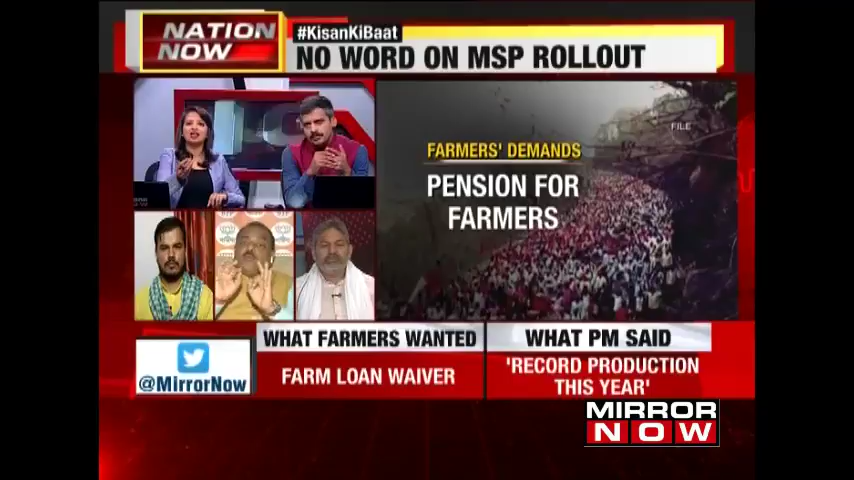 NATION
NOW
#KisanKiBaat
NO WORD ON MSP ROLLOUT
FILE
FARMERS' DEMANDS
PENSION FOR
FARMERS
@MirrorNow
WHAT FARMERS WANTED
FARM LOAN WAIVER
WHAT PM SAID
'RECORD PRODUCTION
THIS YEAR'
MIRROR
NOW